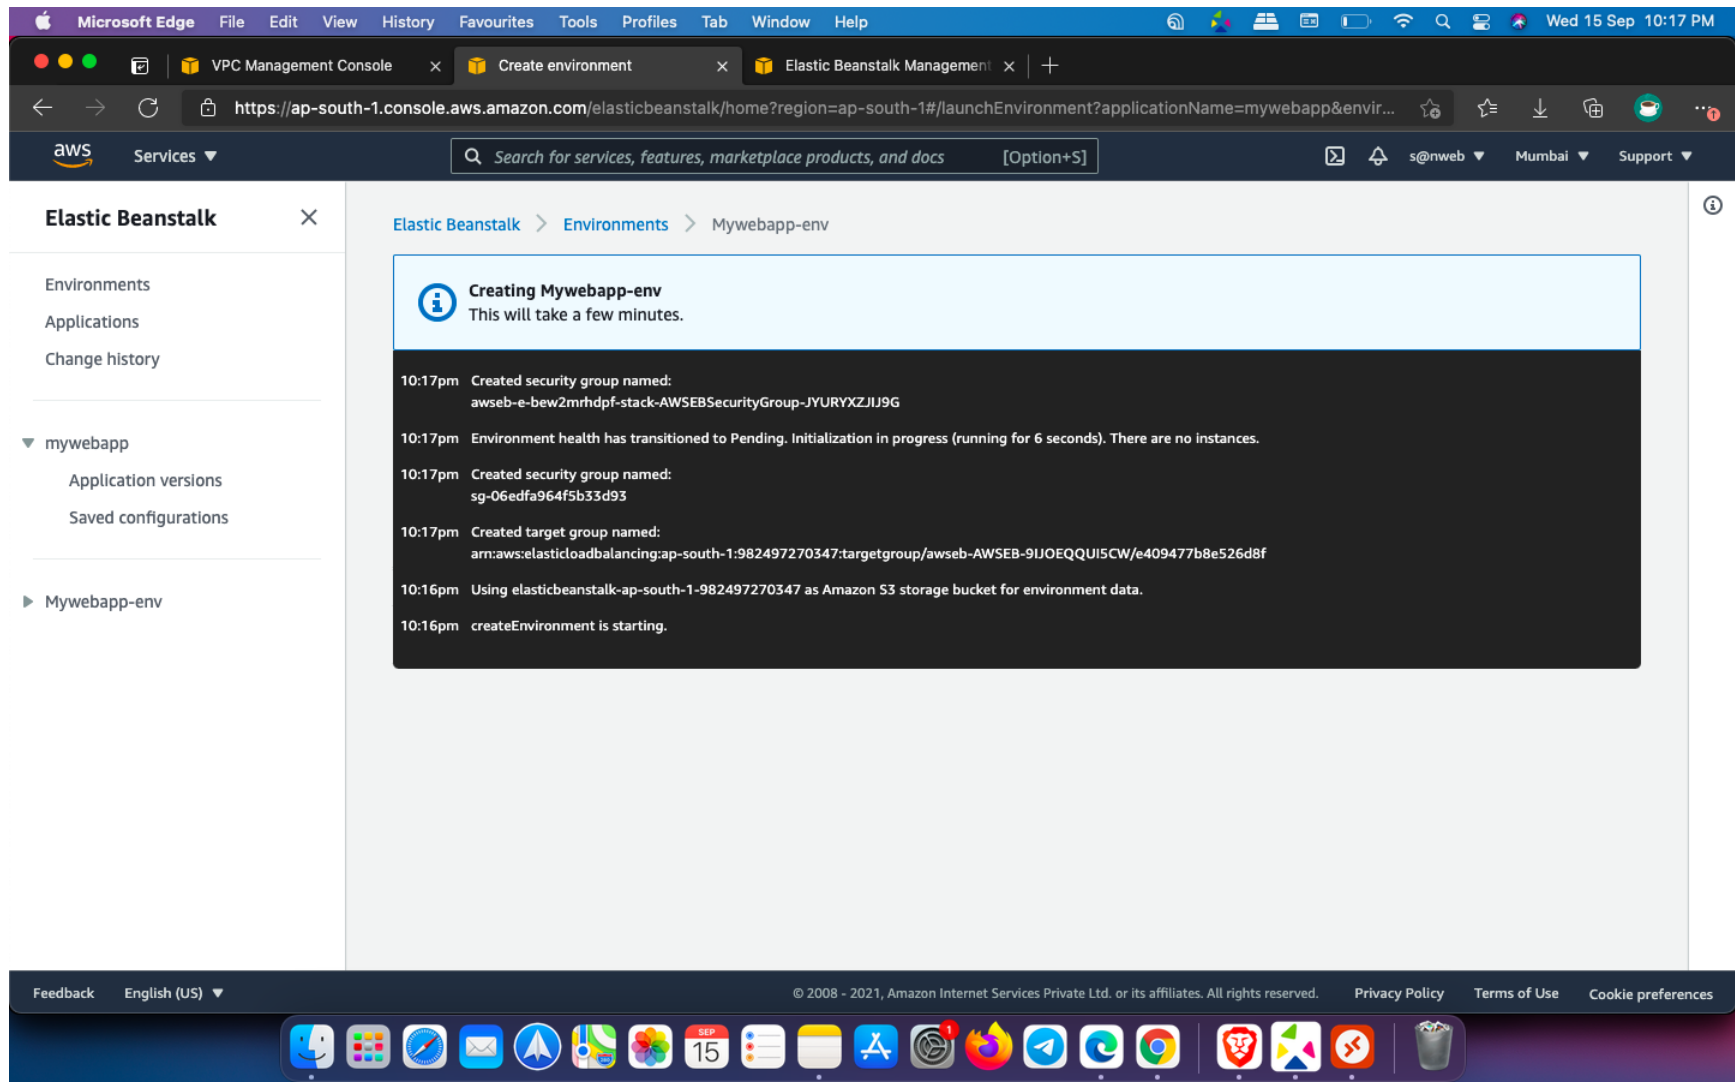 Microsoft Edge File Edit View History Favourites Tools Profiles Tab Window Help Wed 15 Sep 10:17 PM
VPC Management Console Create environment Elastic Beanstalk Management
https://ap-south-1.console.aws.amazon.com/elasticbeanstalk/home?region=ap-south-1#/launchEnvironment?applicationName=mywebapp&envir...
aws Services Search for services, features, marketplace products, and docs [Option+S] s@nweb Mumbai Support
Elastic Beanstalk
Environments
Applications
Change history
mywebapp
Application versions
Saved configurations
Mywebapp-env
Elastic Beanstalk Environments Mywebapp-env
Creating Mywebapp-env
This will take a few minutes.
10:17pm Created security group named:
awseb-e-bew2mrhdpf-stack-AWSEBSecurityGroup-JYURYXZJIJ9G
10:17pm Environment health has transitioned to Pending. Initialization in progress (running for 6 seconds). There are no instances.
10:17pm Created security group named:
sg-06edfa964f5b33d93
10:17pm Created target group named:
arn:aws:elasticloadbalancing:ap-south-1:982497270347:targetgroup/awseb-AWSEB-9IJOEQQUI5CW/e409477b8e526d8f
10:16pm Using elasticbeanstalk-ap-south-1-982497270347 as Amazon S3 storage bucket for environment data.
10:16pm createEnvironment is starting.
Feedback English (US) © 2008 - 2021, Amazon Internet Services Private Ltd. or its affiliates. All rights reserved. Privacy Policy Terms of Use Cookie preferences
SEP
15
1